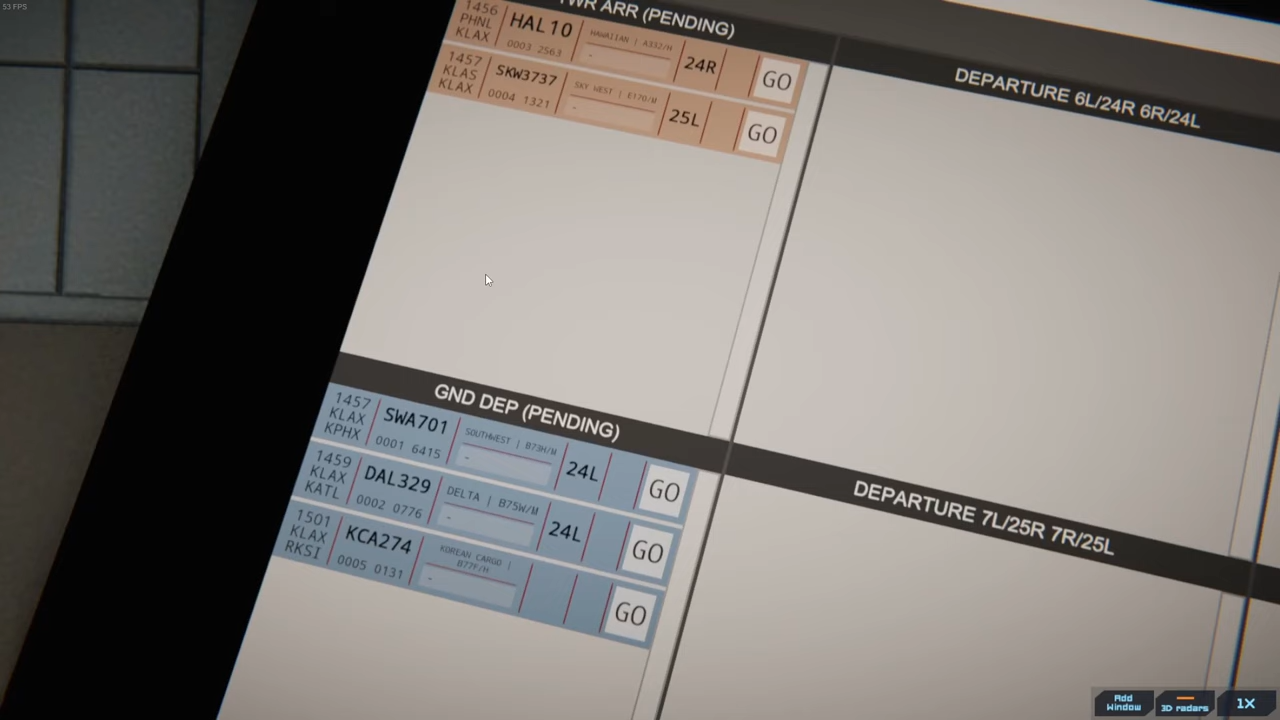 53 FPS
TWR ARR (PENDING)
1456
PHNL
KLAX
HAL10
0003 2563
HAWAIIAN | A332/H
-
24R
GO
1457
KLAS
KLAX
SKW3737
0004 1321
SKY WEST | E170/M
-
25L
GO
DEPARTURE 6L/24R 6R/24L
GND DEP (PENDING)
1457
KLAX
KPHX
SWA701
0001 6415
SOUTHWEST | B73H/M
-
24L
GO
1459
KLAX
KATL
DAL329
0002 0776
DELTA | B75W/M
-
24L
GO
1501
KLAX
RKSI
KCA274
0005 0131
KOREAN CARGO |
B77F/H
-
GO
DEPARTURE 7L/25R 7R/25L
Add
Window
3D radars
1X